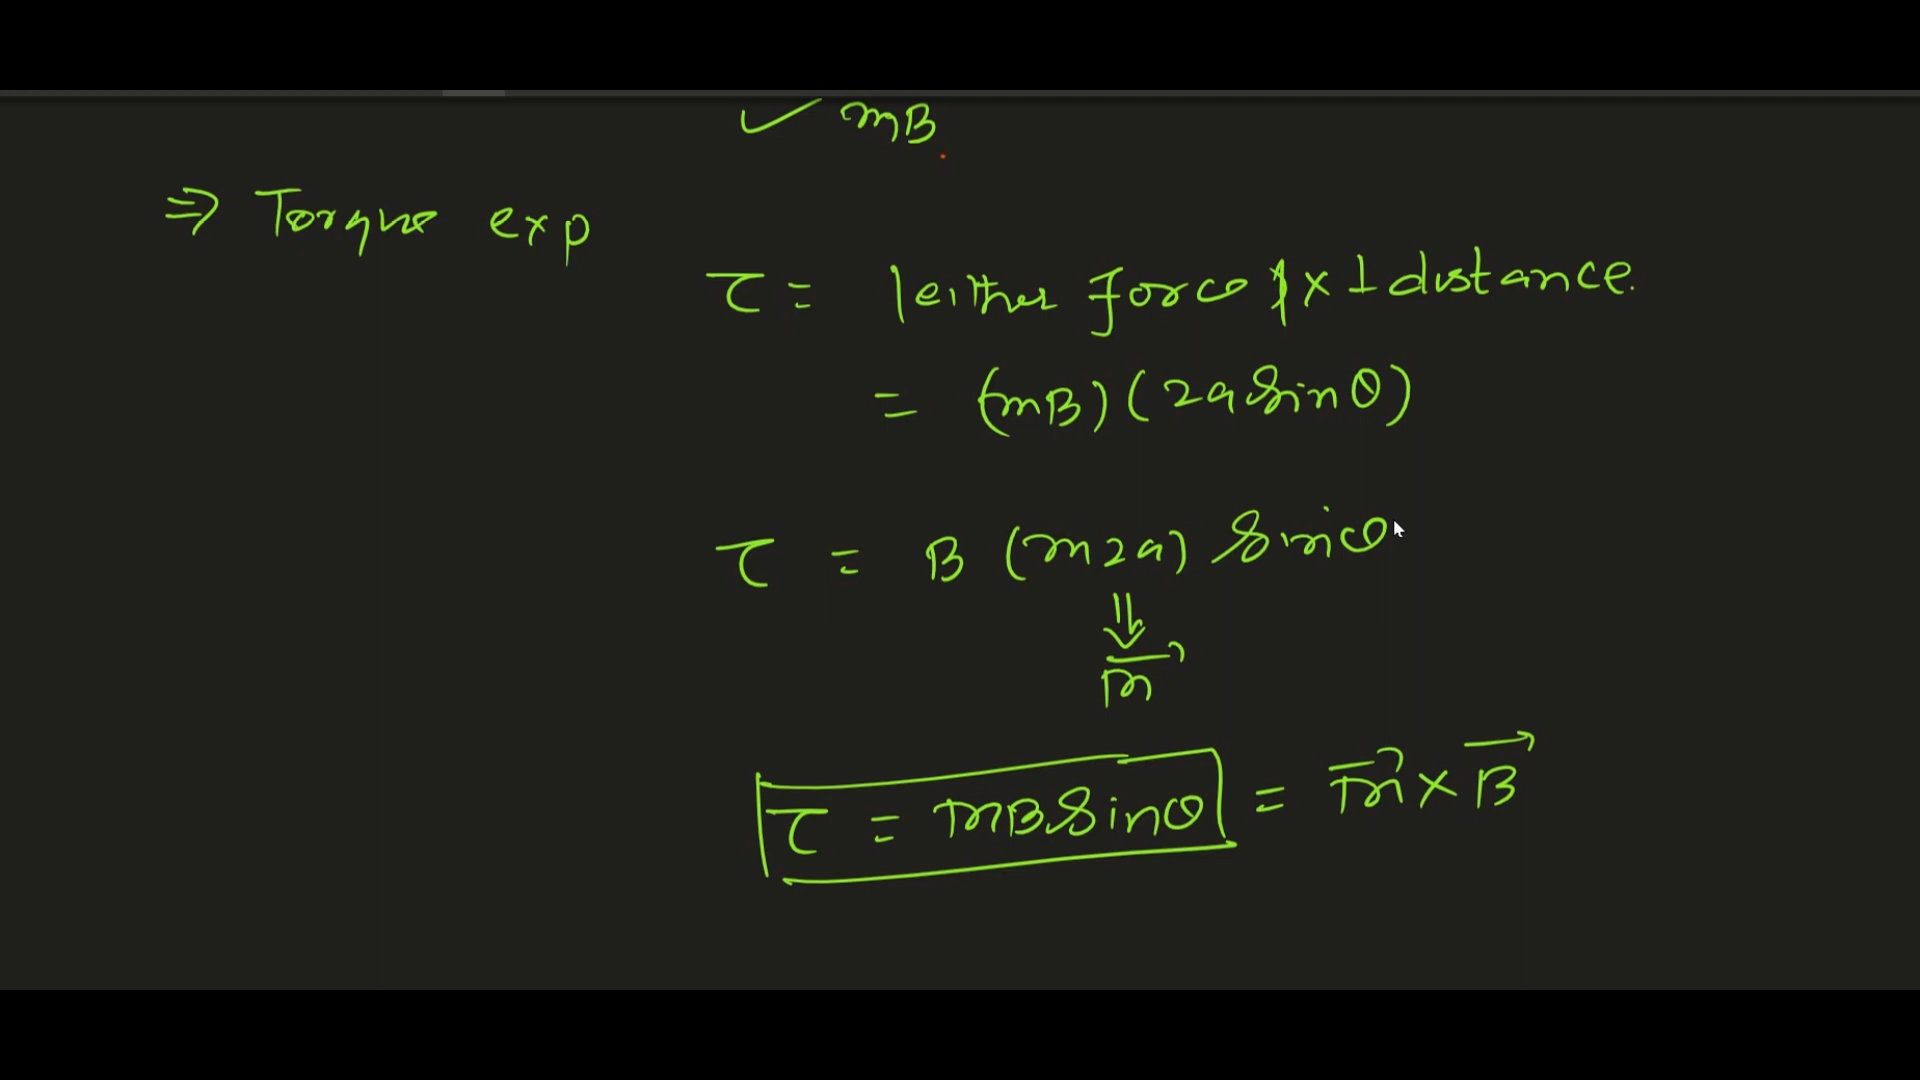 ✓ mB
⇒ Torque exp
τ = |either force| × ⊥ distance.
= (mB)(2a sinθ)
τ = B (m2a) sinθ
⇓
m⃗
τ = mB sinθ = m⃗ × B⃗